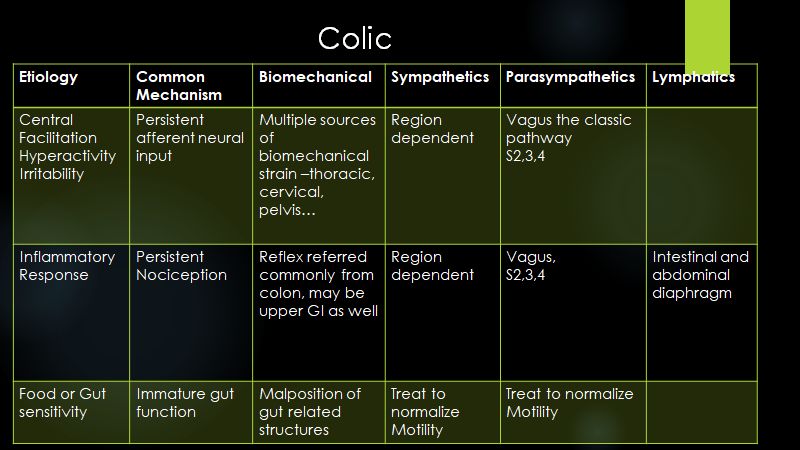 Colic
Etiology
Common
Mechanism
Biomechanical
Sympathetics
Parasympathetics
Lymphatics
Central
Facilitation
Hyperactivity
Irritability
Persistent
afferent neural
input
Multiple sources
of
biomechanical
strain –thoracic,
cervical,
pelvis…
Region
dependent
Vagus the classic
pathway
S2,3,4
Inflammatory
Response
Persistent
Nociception
Reflex referred
commonly from
colon, may be
upper GI as well
Region
dependent
Vagus,
S2,3,4
Intestinal and
abdominal
diaphragm
Food or Gut
sensitivity
Immature gut
function
Malposition of
gut related
structures
Treat to
normalize
Motility
Treat to normalize
Motility